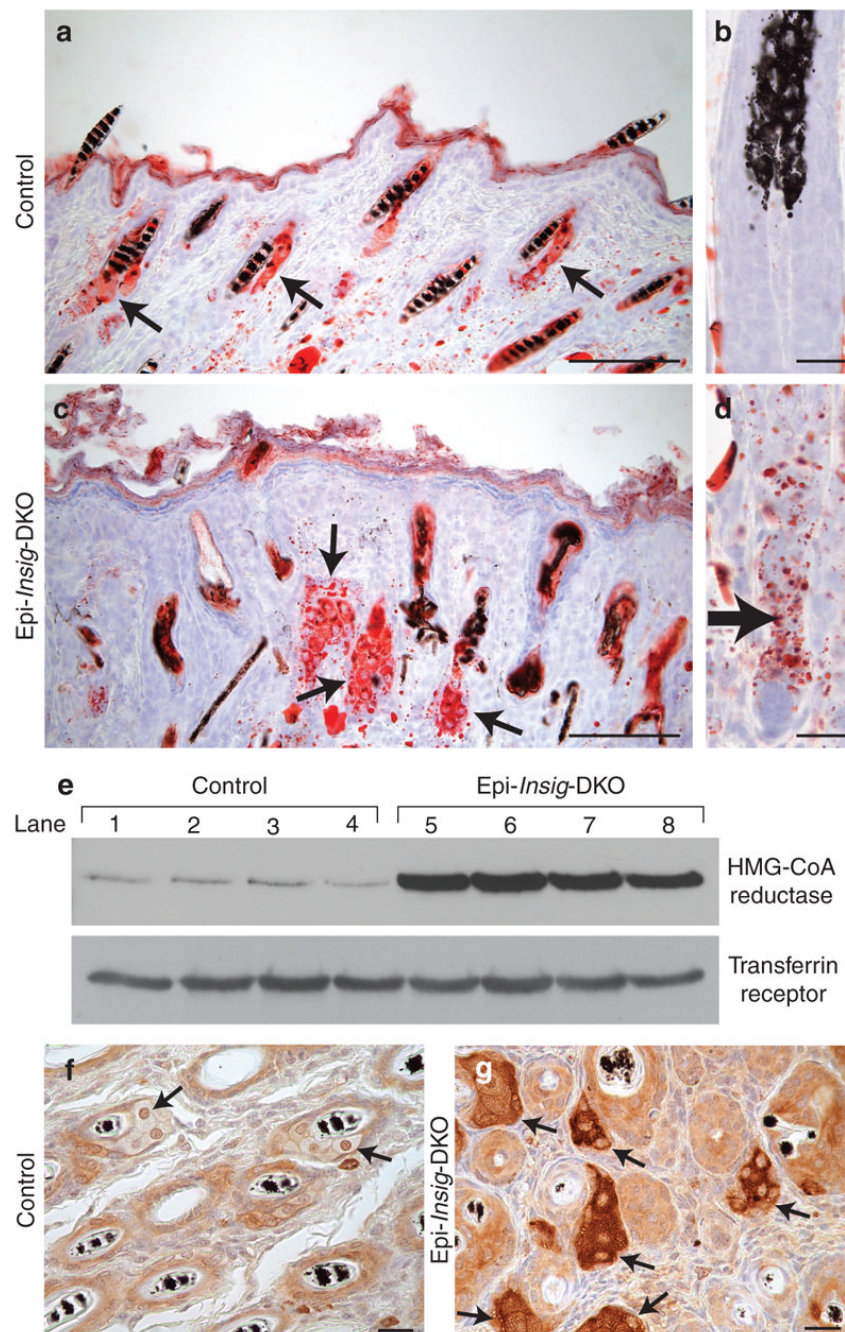 a
b
Control
c
d
Epi-Insig-DKO
e
Control
Epi-Insig-DKO
Lane
1 2 3 4 5 6 7 8
HMG-CoA
reductase
Transferrin
receptor
f
g
Control
Epi-Insig-DKO